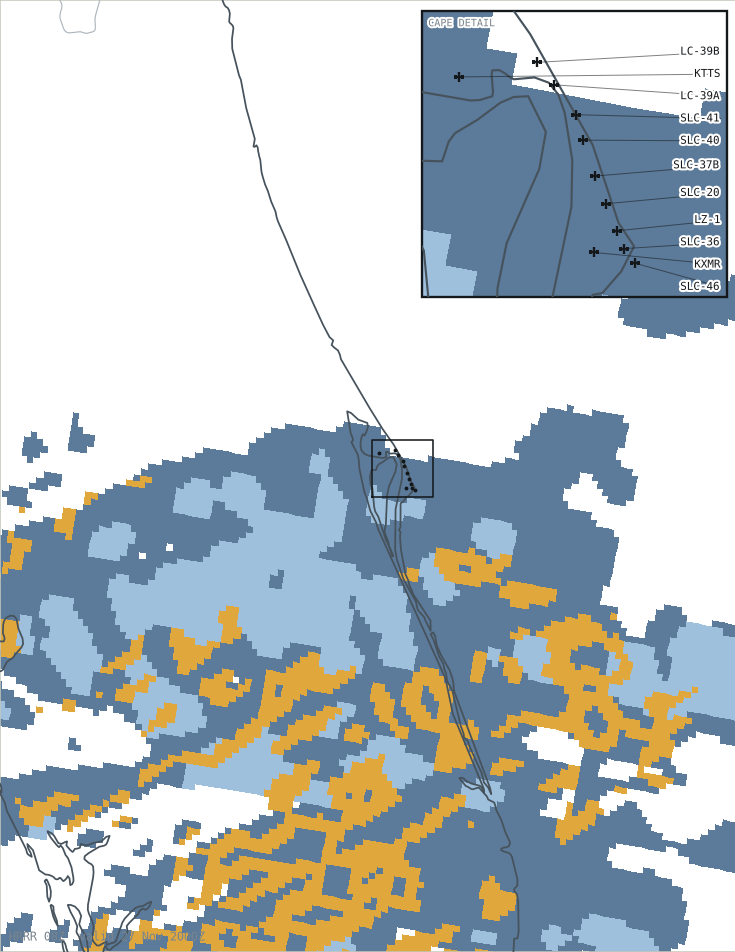 CAPE DETAIL
LC-39B
KTTS
LC-39A
SLC-41
SLC-40
SLC-37B
SLC-20
LZ-1
SLC-36
KXMR
SLC-46